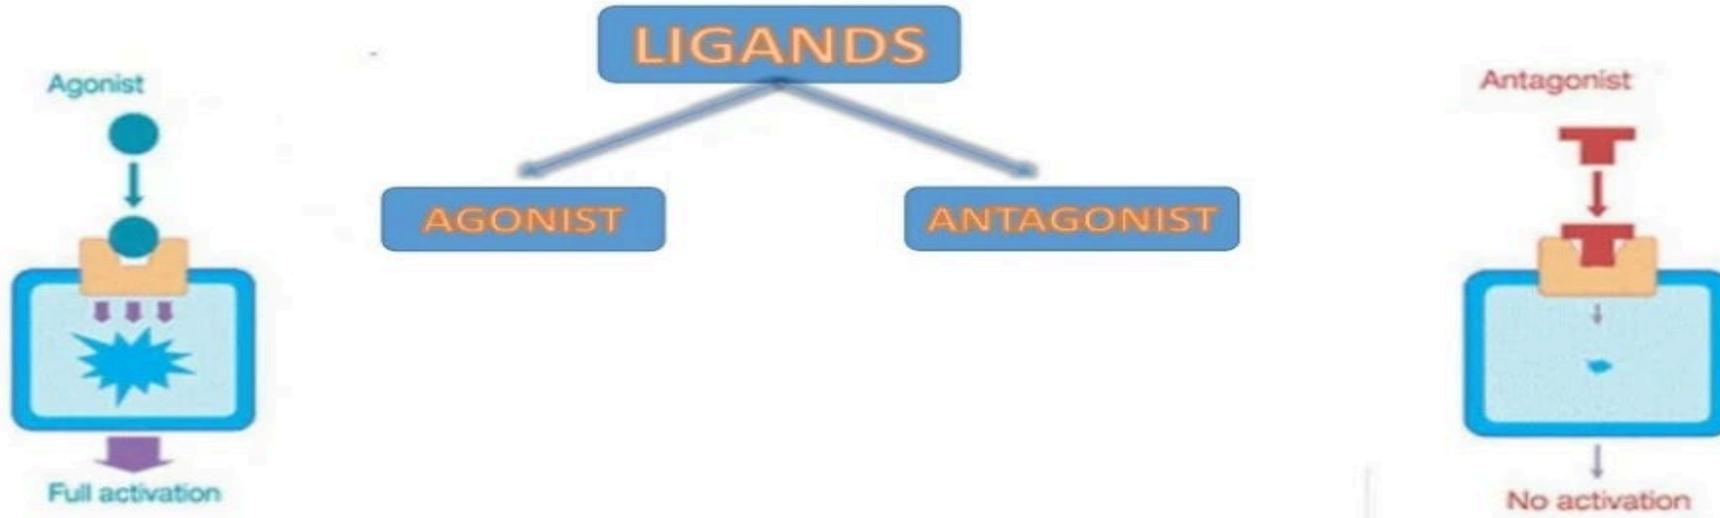 LIGANDS
Agonist
Antagonist
AGONIST
ANTAGONIST
Full activation
No activation